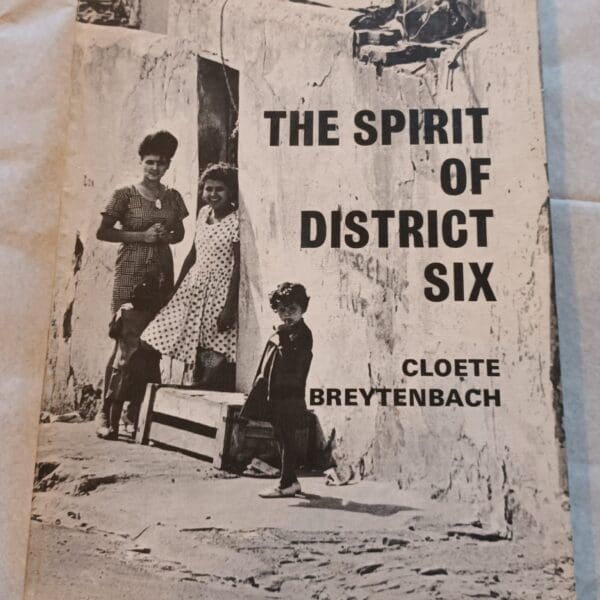 THE SPIRIT
OF
DISTRICT
SIX
CLOETE
BREYTENBACH